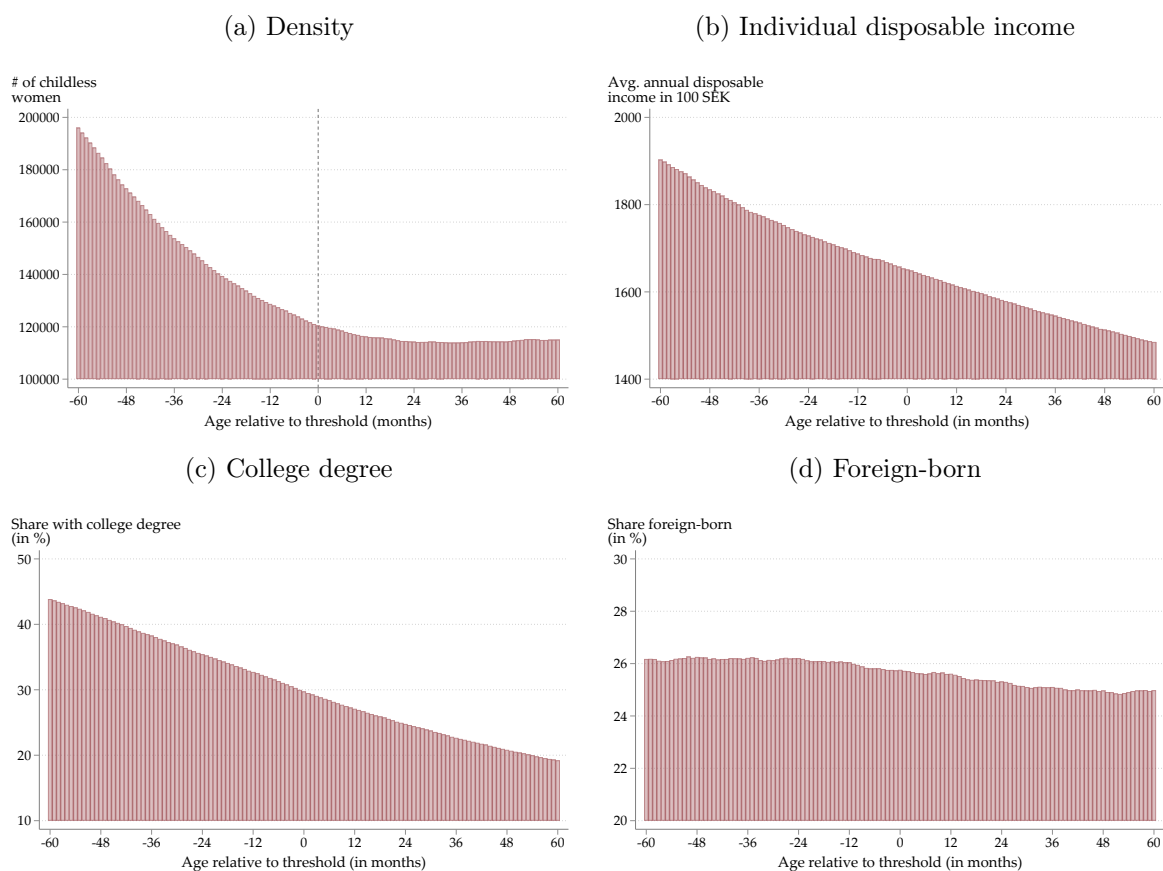 (a) Density
# of childless
women
200000
180000
160000
140000
120000
100000
-60 -48 -36 -24 -12 0 12 24 36 48 60
Age relative to threshold (months)
(b) Individual disposable income
Avg. annual disposable
income in 100 SEK
2000
1800
1600
1400
-60 -48 -36 -24 -12 0 12 24 36 48 60
Age relative to threshold (in months)
(c) College degree
Share with college degree
(in %)
50
40
30
20
10
-60 -48 -36 -24 -12 0 12 24 36 48 60
Age relative to threshold (in months)
(d) Foreign-born
Share foreign-born
(in %)
30
28
26
24
22
20
-60 -48 -36 -24 -12 0 12 24 36 48 60
Age relative to threshold (in months)